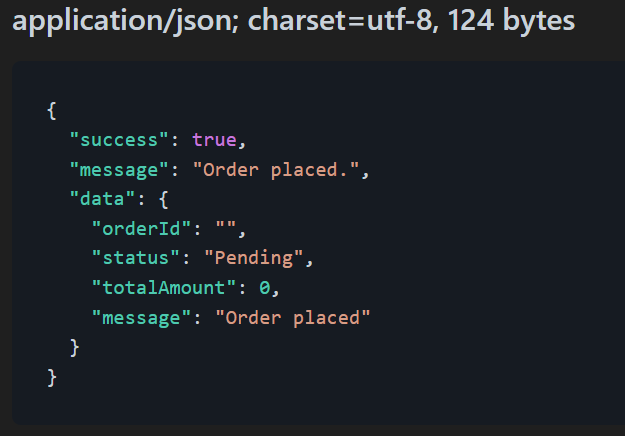 application/json; charset=utf-8, 124 bytes
{
  "success": true,
  "message": "Order placed.",
  "data": {
    "orderId": "",
    "status": "Pending",
    "totalAmount": 0,
    "message": "Order placed"
  }
}